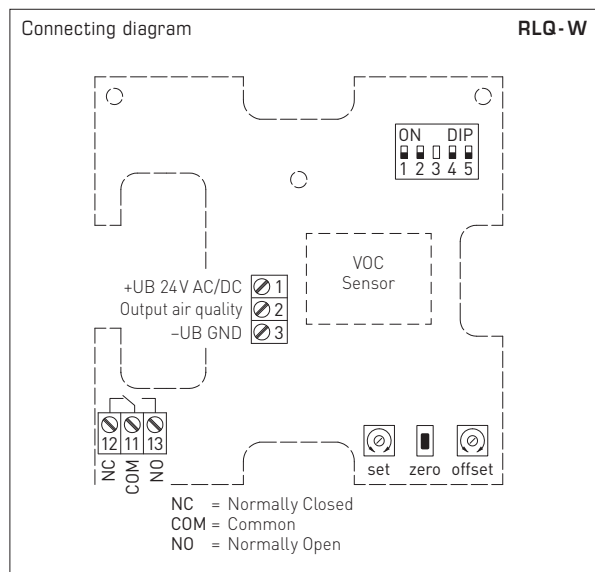 Connecting diagram RLQ-W
ON DIP
1 2 3 4 5
VOC
Sensor
+UB 24V AC/DC 1
Output air quality 2
–UB GND 3
12 11 13
NC COM NO
set zero offset
NC = Normally Closed
COM = Common
NO = Normally Open